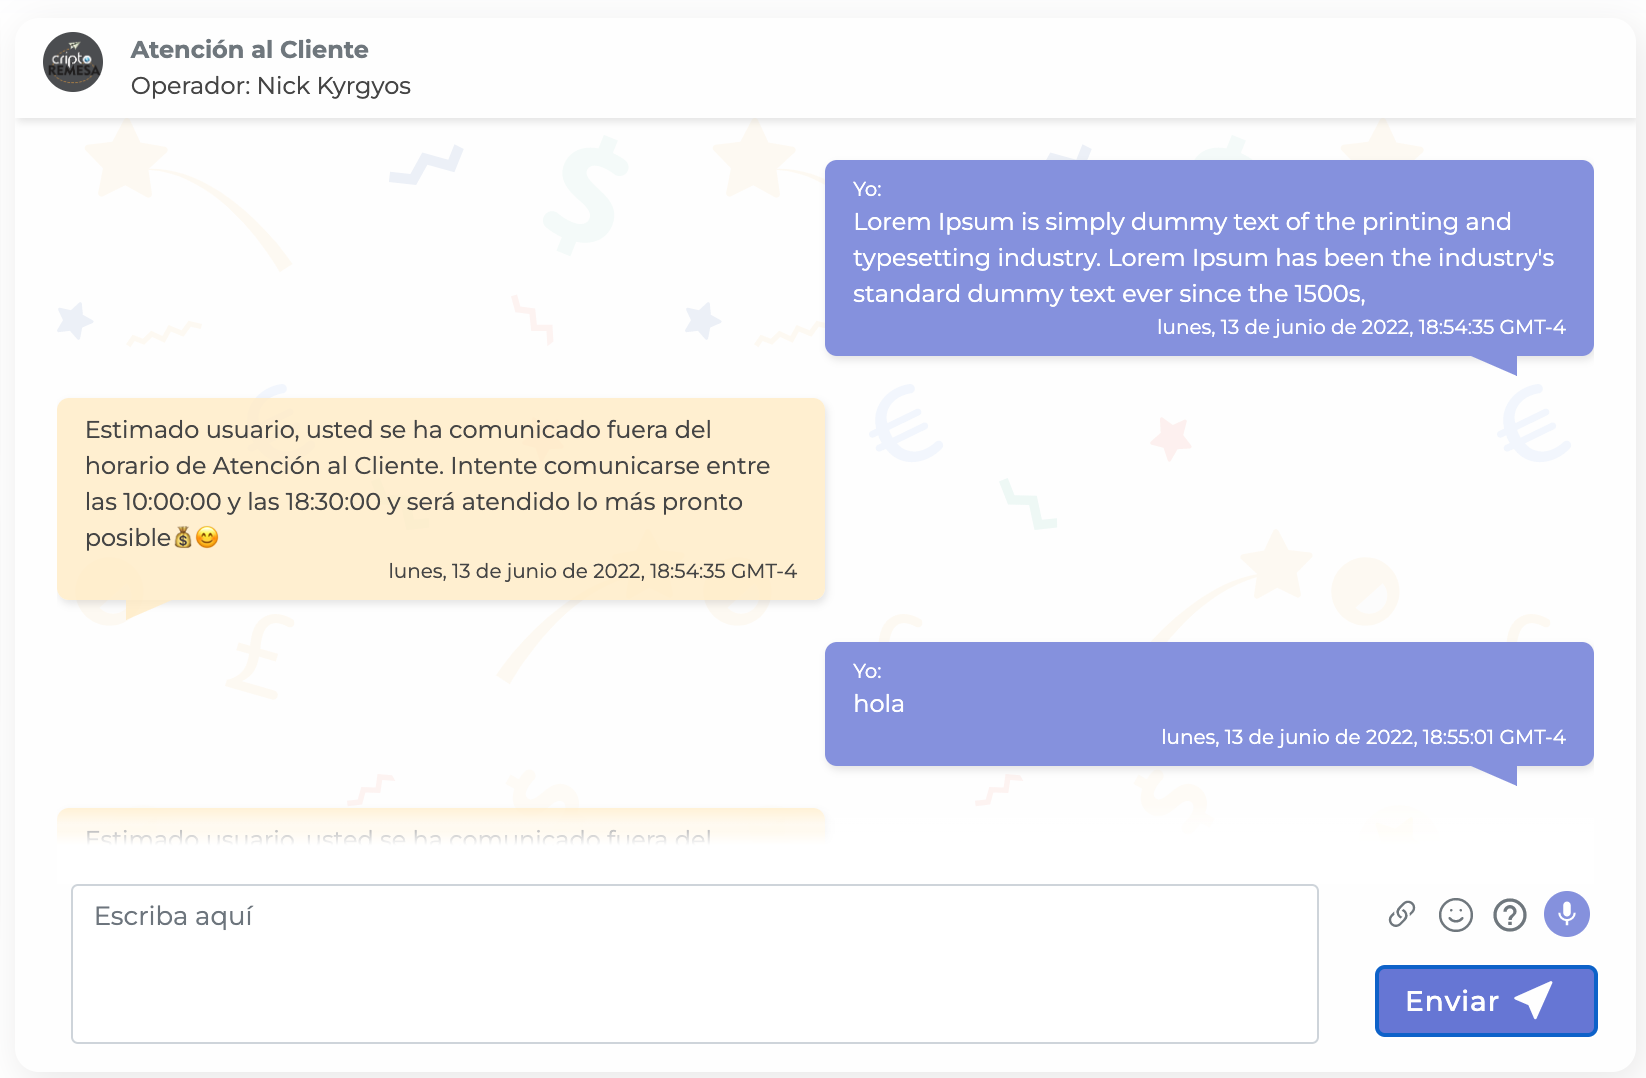 cripto
REMESA
Atención al Cliente
Operador: Nick Kyrgyos
Yo:
Lorem Ipsum is simply dummy text of the printing and
typesetting industry. Lorem Ipsum has been the industry's
standard dummy text ever since the 1500s,
lunes, 13 de junio de 2022, 18:54:35 GMT-4
Estimado usuario, usted se ha comunicado fuera del
horario de Atención al Cliente. Intente comunicarse entre
las 10:00:00 y las 18:30:00 y será atendido lo más pronto
posible💰😊
lunes, 13 de junio de 2022, 18:54:35 GMT-4
Yo:
hola
lunes, 13 de junio de 2022, 18:55:01 GMT-4
Estimado usuario, usted se ha comunicado fuera del
Escriba aquí
Enviar